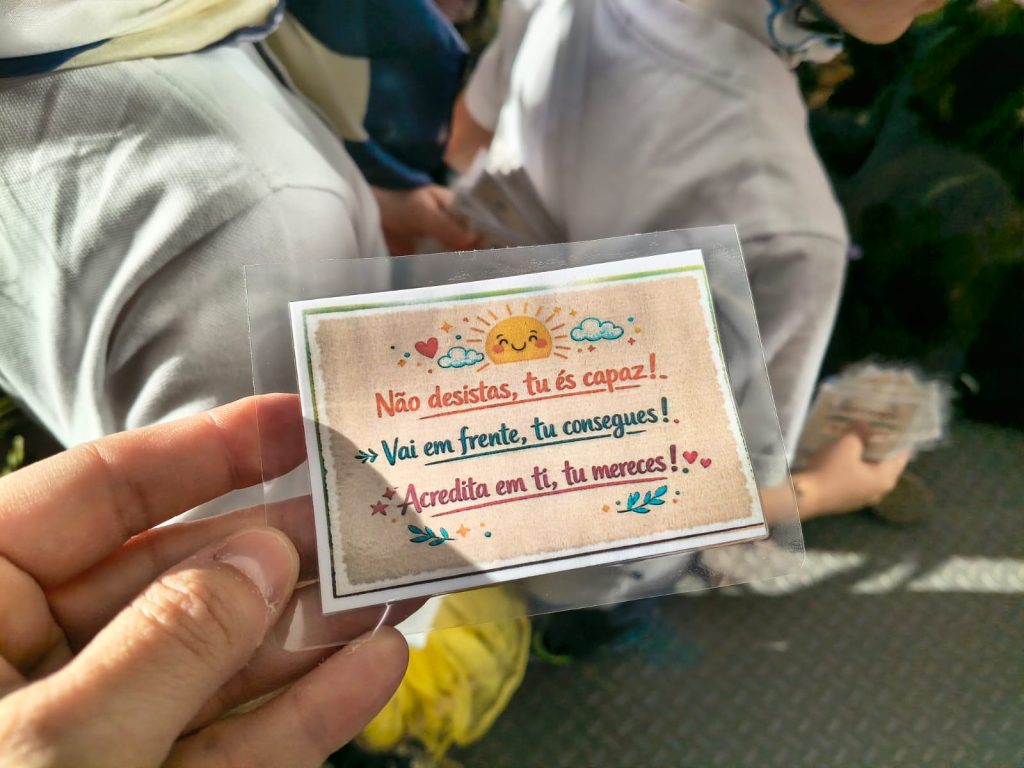 Não desistas, tu és capaz!
Vai em frente, tu consegues!
Acredita em ti, tu mereces!